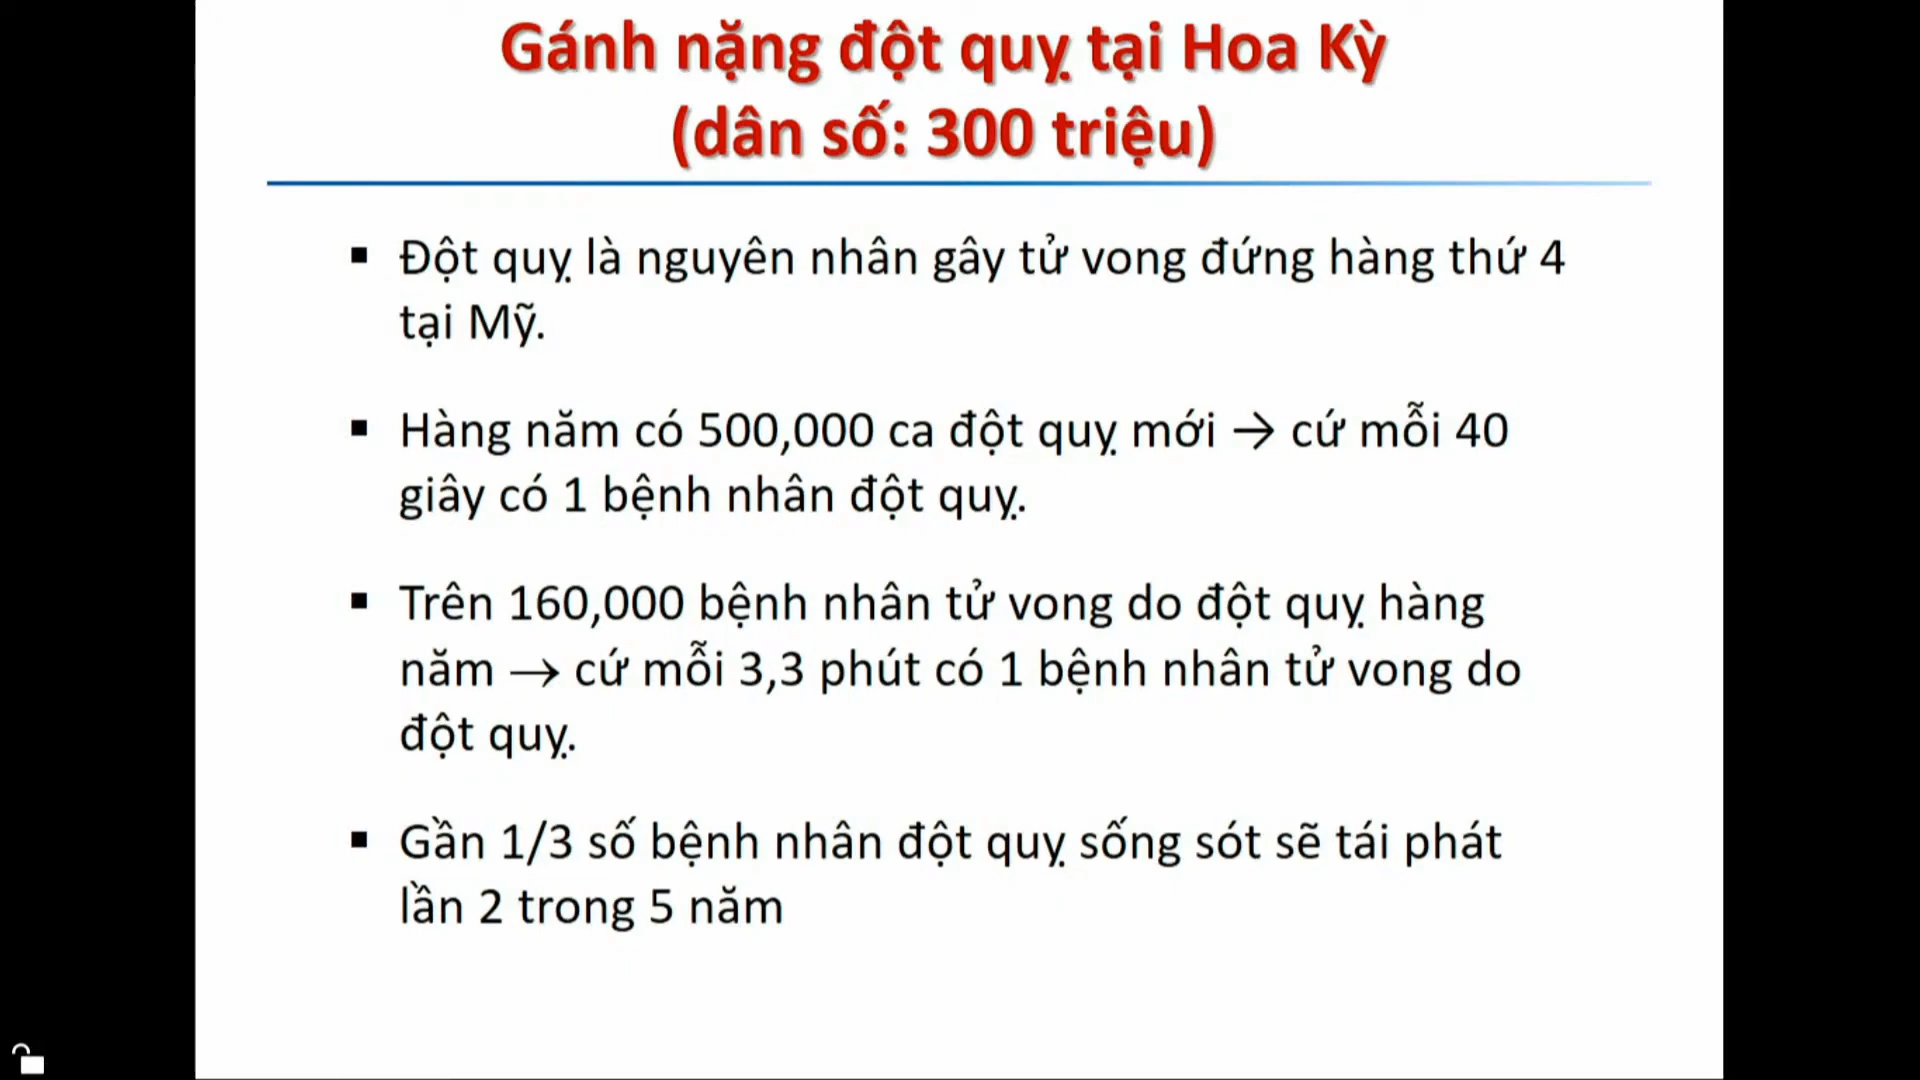 Gánh nặng đột quỵ tại Hoa Kỳ
(dân số: 300 triệu)
▪ Đột quỵ là nguyên nhân gây tử vong đứng hàng thứ 4
tại Mỹ.
▪ Hàng năm có 500,000 ca đột quỵ mới → cứ mỗi 40
giây có 1 bệnh nhân đột quỵ.
▪ Trên 160,000 bệnh nhân tử vong do đột quỵ hàng
năm → cứ mỗi 3,3 phút có 1 bệnh nhân tử vong do
đột quỵ.
▪ Gần 1/3 số bệnh nhân đột quỵ sống sót sẽ tái phát
lần 2 trong 5 năm